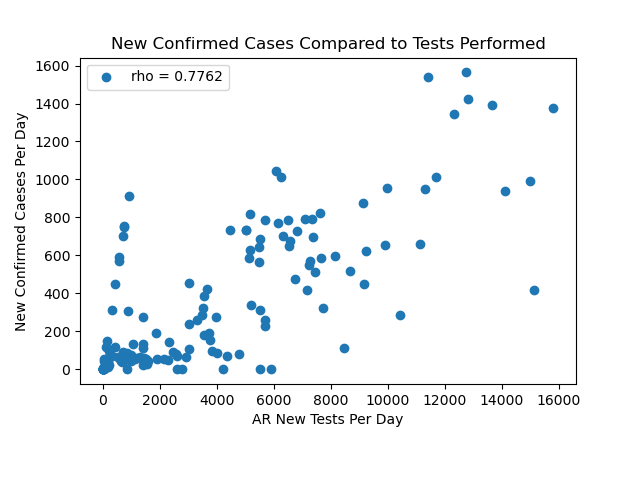 New Confirmed Cases Compared to Tests Performed
rho = 0.7762
1600
1400
1200
1000
800
600
400
200
0
New Confirmed Caeses Per Day
0 2000 4000 6000 8000 10000 12000 14000 16000
AR New Tests Per Day